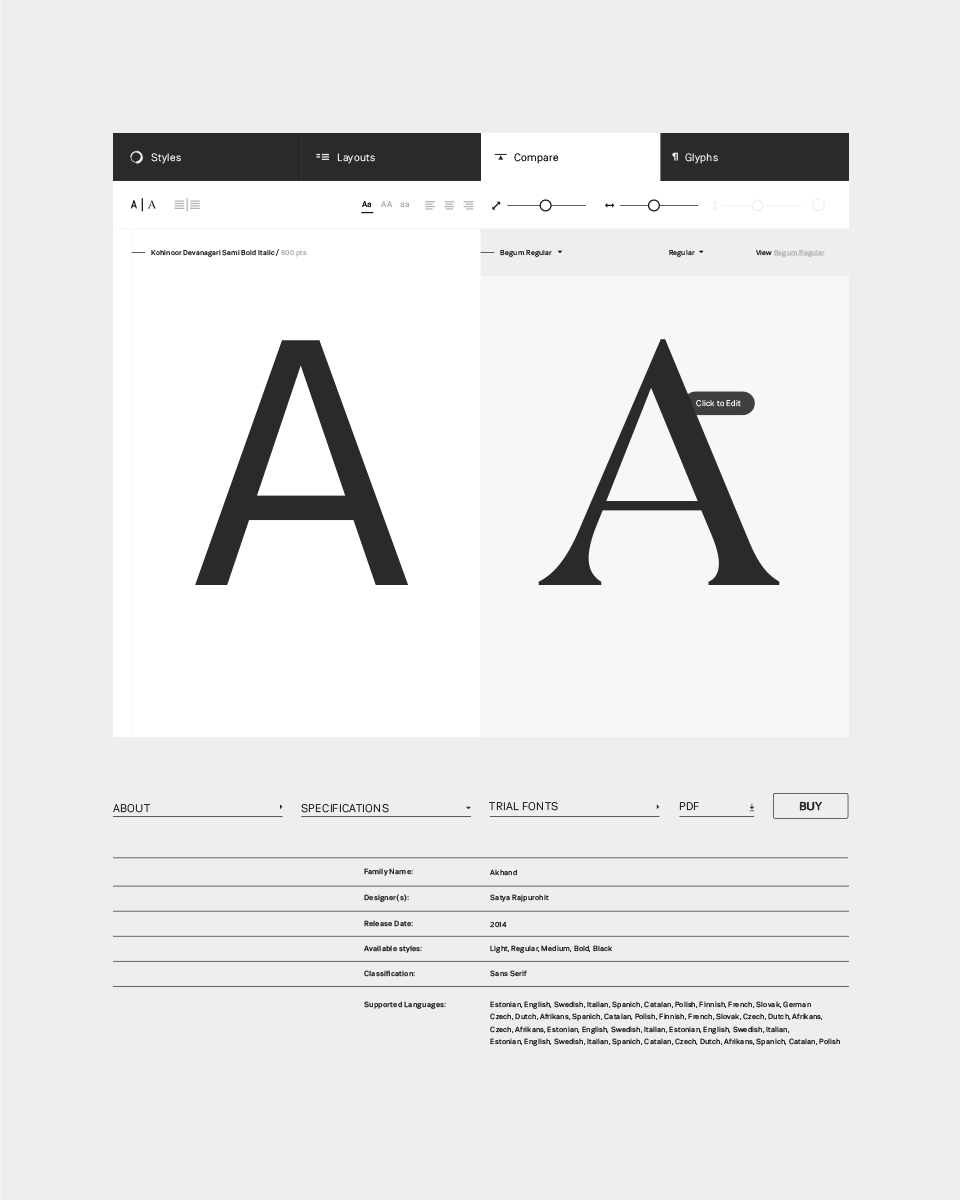 Styles
Layouts
Compare
Glyphs
A | A
Aa AA aa
Kohinoor Devanagari Semi Bold Italic / 600 pts
Begum Regular
Regular
View Begum Regular
A
A
Click to Edit
ABOUT
SPECIFICATIONS
TRIAL FONTS
PDF
BUY
Family Name: Akhand
Designer(s): Satya Rajpurohit
Release Date: 2014
Available styles: Light, Regular, Medium, Bold, Black
Classification: Sans Serif
Supported Languages: Estonian, English, Swedish, Italian, Spanish, Catalan, Polish, Finnish, French, Slovak, German
Czech, Dutch, Afrikans, Spanish, Catalan, Polish, Finnish, French, Slovak, Czech, Dutch, Afrikans,
Czech, Afrikans, Estonian, English, Swedish, Italian, Estonian, English, Swedish, Italian,
Estonian, English, Swedish, Italian, Spanish, Catalan, Czech, Dutch, Afrikans, Spanish, Catalan, Polish